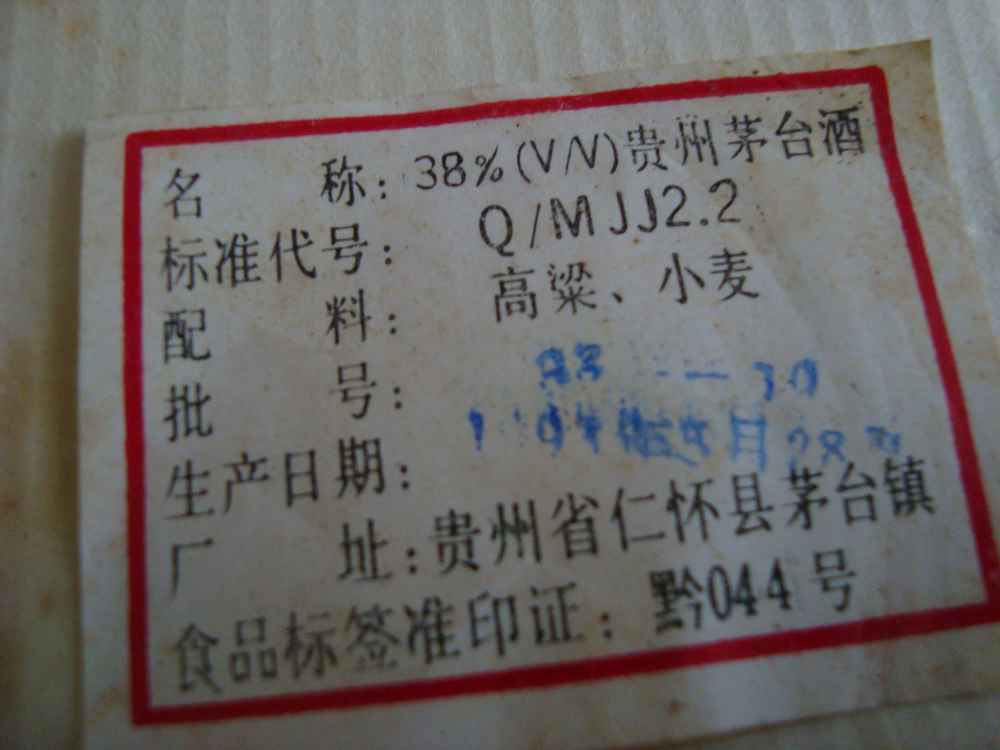 名称：38%(V/V)贵州茅台酒
标准代号：Q/MJJ2.2
配料：高粱、小麦
批号：
生产日期：
厂址：贵州省仁怀县茅台镇
食品标签准印证：黔044号